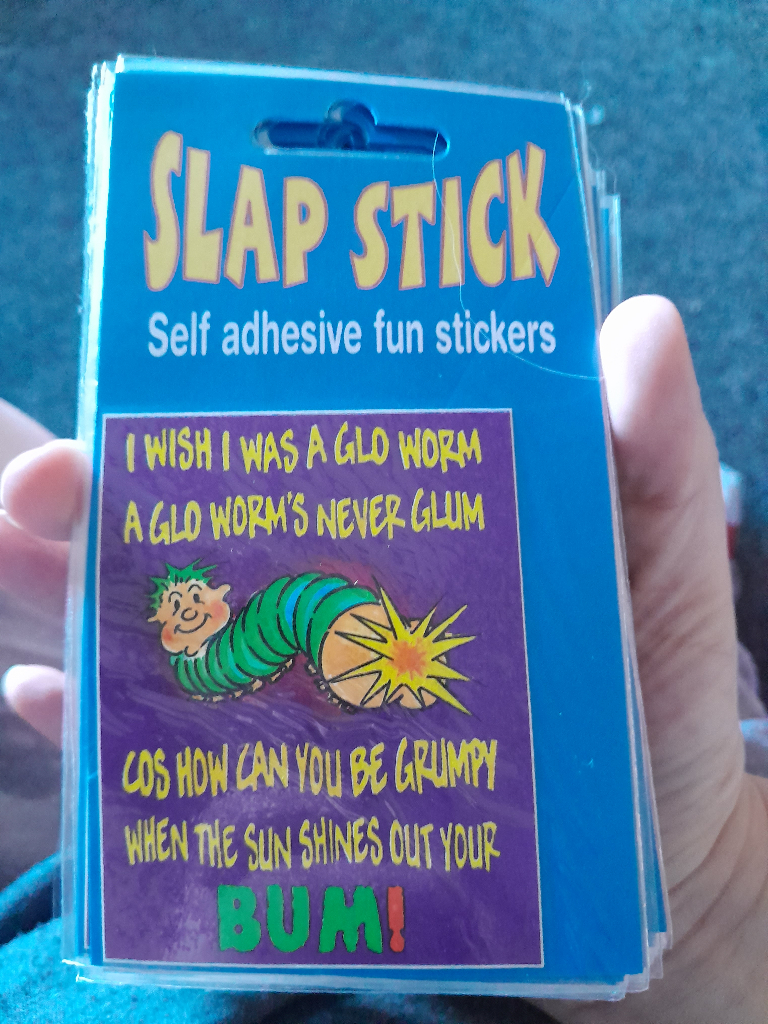 SLAP STICK
Self adhesive fun stickers
I WISH I WAS A GLO WORM
A GLO WORM'S NEVER GLUM
COS HOW CAN YOU BE GRUMPY
WHEN THE SUN SHINES OUT YOUR
BUM!